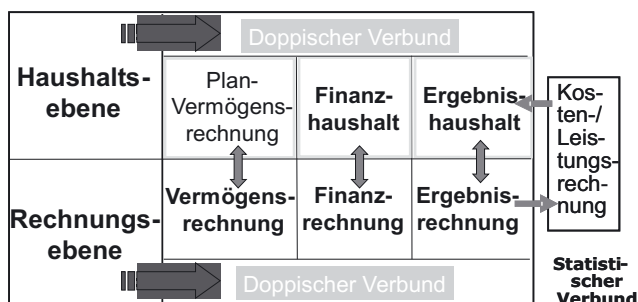 Doppischer Verbund
Haushalts-
ebene
Plan-
Vermögens-
rechnung
Finanz-
haushalt
Ergebnis-
haushalt
Kos-
ten-/
Leis-
tungs-
rech-
nung
Rechnungs-
ebene
Vermögens-
rechnung
Finanz-
rechnung
Ergebnis-
rechnung
Doppischer Verbund
Statisti-
scher
Verbund